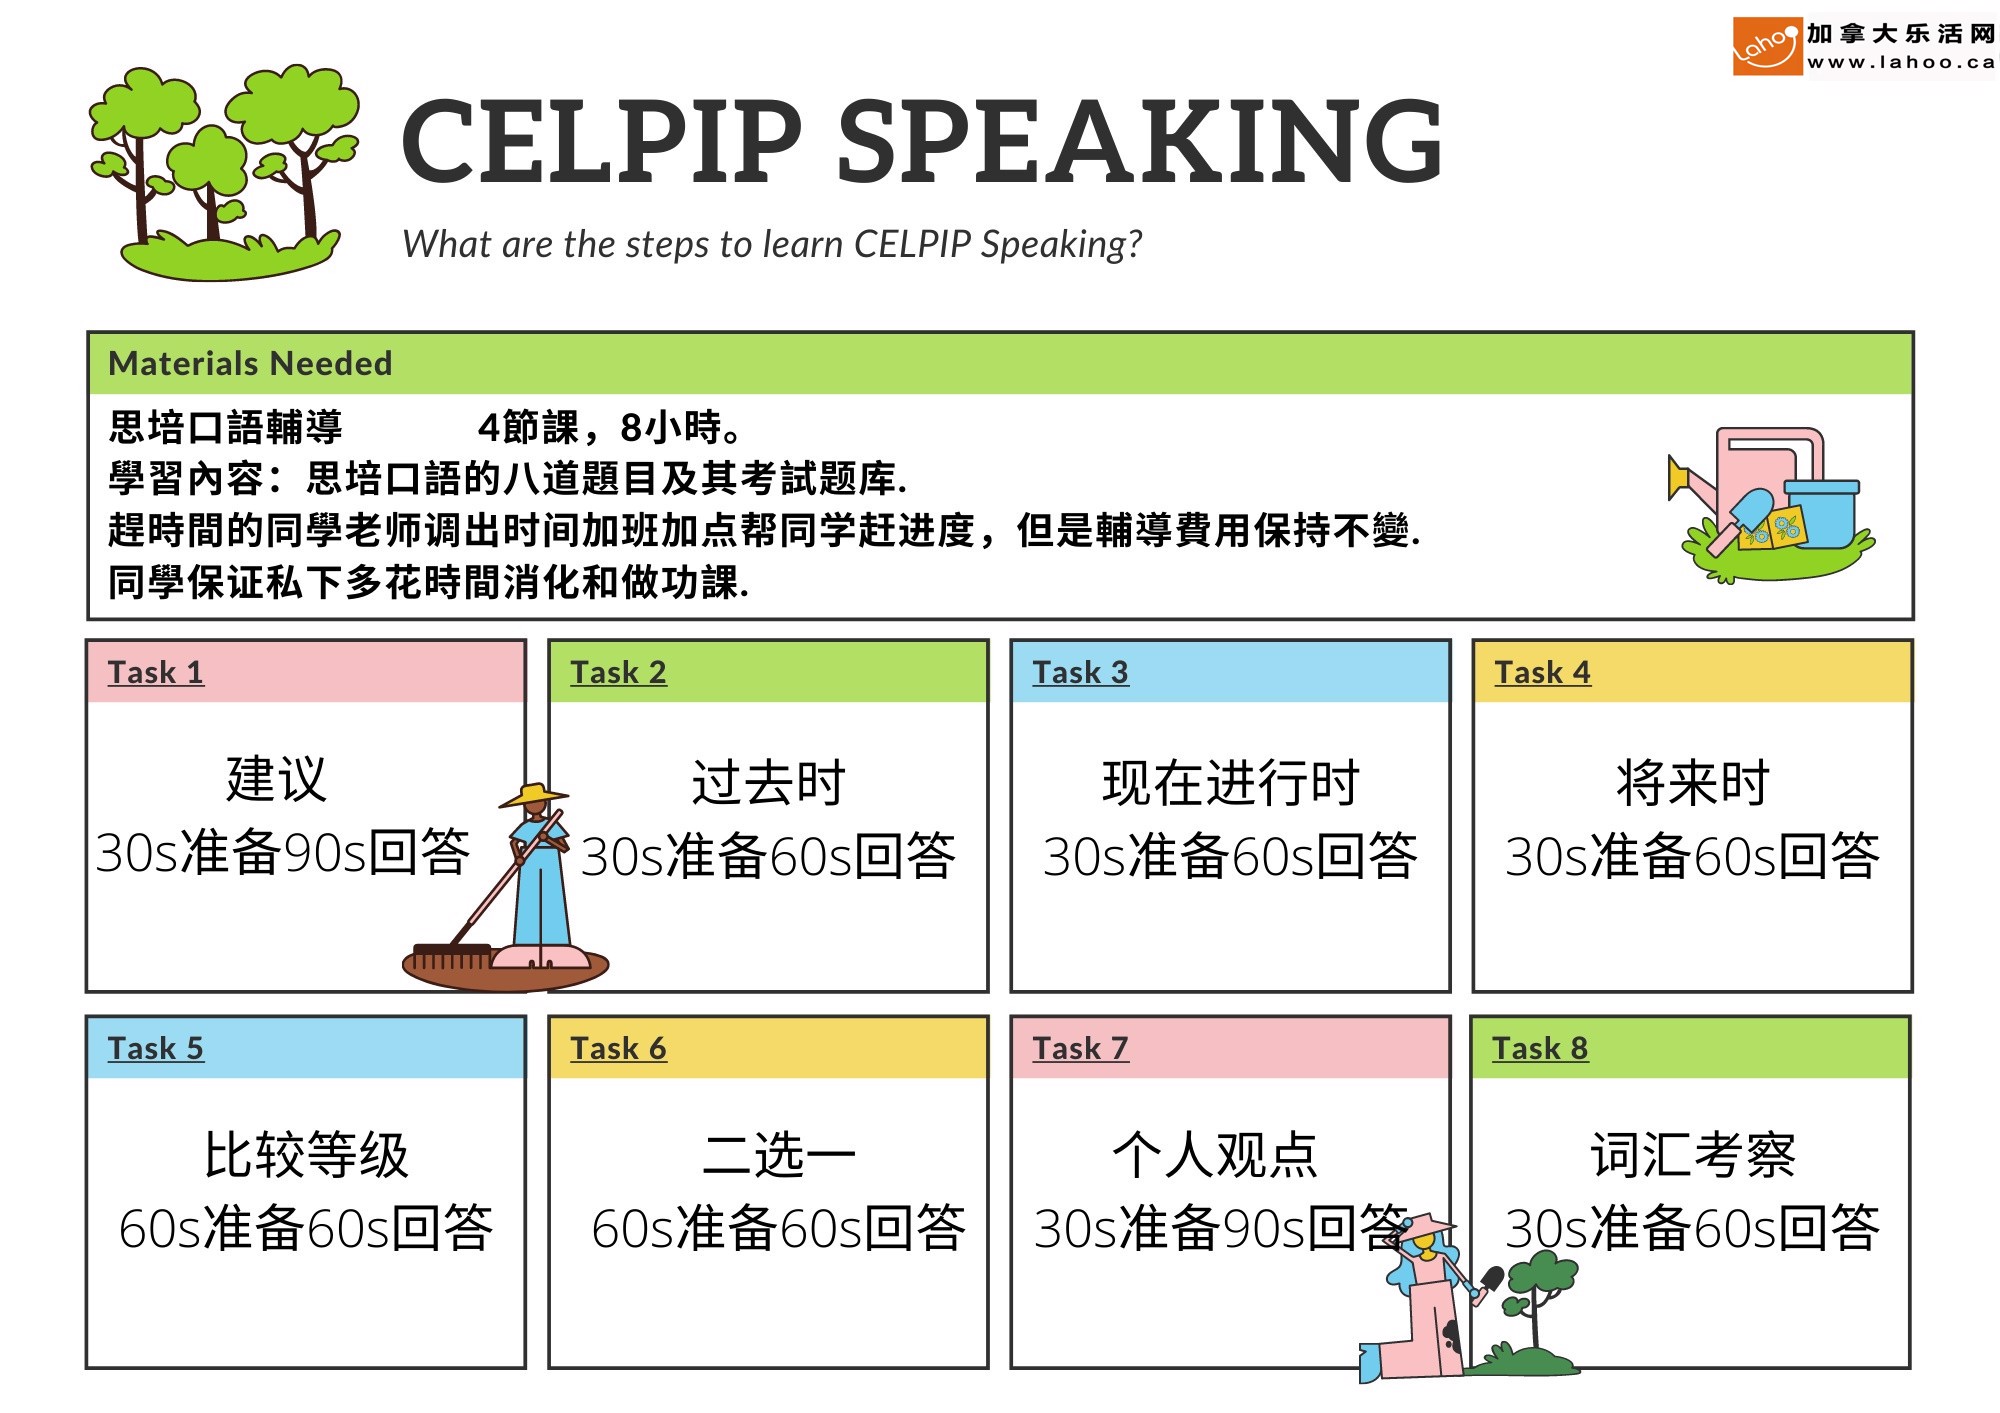 加拿大乐活网
Lahoo
www.lahoo.ca
CELPIP SPEAKING
What are the steps to learn CELPIP Speaking?
Materials Needed
思培口語輔導 4節課，8小時。
學習內容：思培口語的八道題目及其考試题库.
趕時間的同學老师调出时间加班加点帮同学赶进度，但是輔導費用保持不變.
同學保证私下多花時間消化和做功課.
Task 1
建议
30s准备90s回答
Task 2
过去时
30s准备60s回答
Task 3
现在进行时
30s准备60s回答
Task 4
将来时
30s准备60s回答
Task 5
比较等级
60s准备60s回答
Task 6
二选一
60s准备60s回答
Task 7
个人观点
30s准备90s回答
Task 8
词汇考察
30s准备60s回答